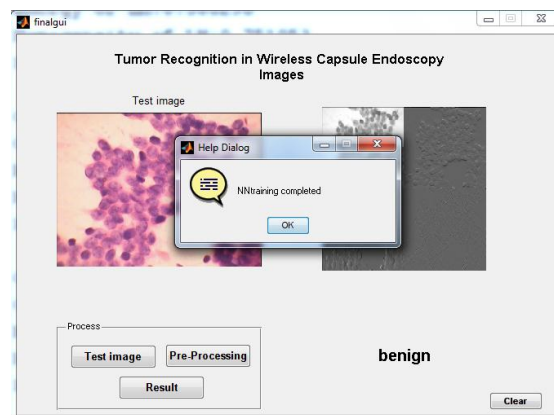 finalgui
Tumor Recognition in Wireless Capsule Endoscopy
Images
Test image
Help Dialog
NNtraining completed
OK
Process
Test image
Pre-Processing
Result
benign
Clear